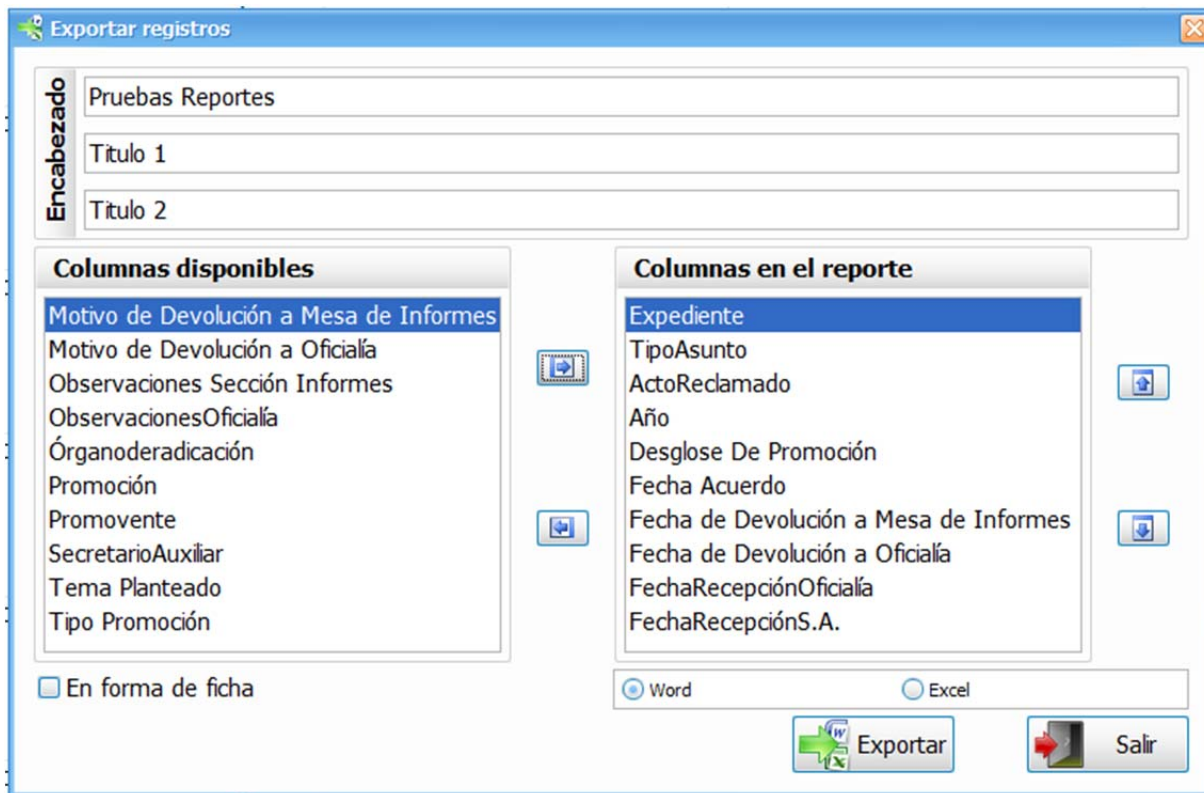 Exportar registros
Encabezado
Pruebas Reportes
Titulo 1
Titulo 2
Columnas disponibles
Motivo de Devolución a Mesa de Informes
Motivo de Devolución a Oficialía
Observaciones Sección Informes
ObservacionesOficialía
Órganoderadicación
Promoción
Promovente
SecretarioAuxiliar
Tema Planteado
Tipo Promoción
Columnas en el reporte
Expediente
TipoAsunto
ActoReclamado
Año
Desglose De Promoción
Fecha Acuerdo
Fecha de Devolución a Mesa de Informes
Fecha de Devolución a Oficialía
FechaRecepciónOficialía
FechaRecepciónS.A.
En forma de ficha
Word
Excel
Exportar
Salir